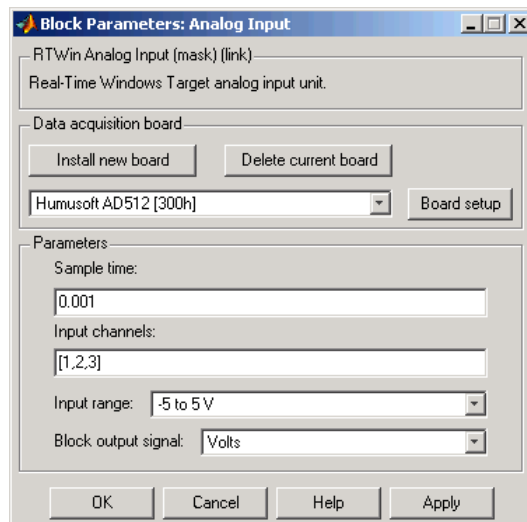 Block Parameters: Analog Input
RTWin Analog Input (mask) (link)
Real-Time Windows Target analog input unit.
Data acquisition board
Install new board Delete current board
Humusoft AD512 [300h] Board setup
Parameters
Sample time:
0.001
Input channels:
[1,2,3]
Input range: -5 to 5 V
Block output signal: Volts
OK Cancel Help Apply